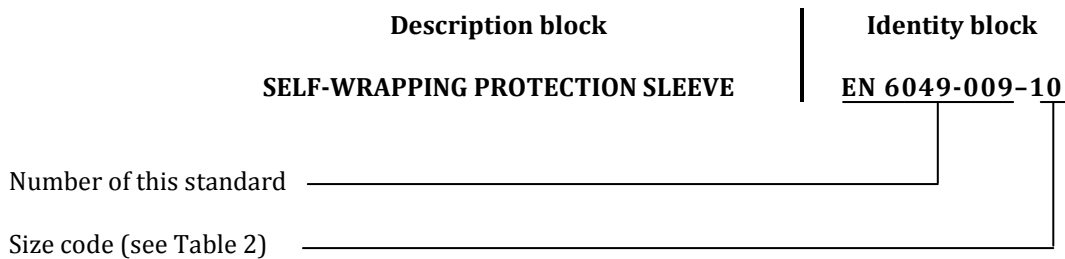 Description block Identity block
SELF-WRAPPING PROTECTION SLEEVE EN 6049-009–10
Number of this standard
Size code (see Table 2)